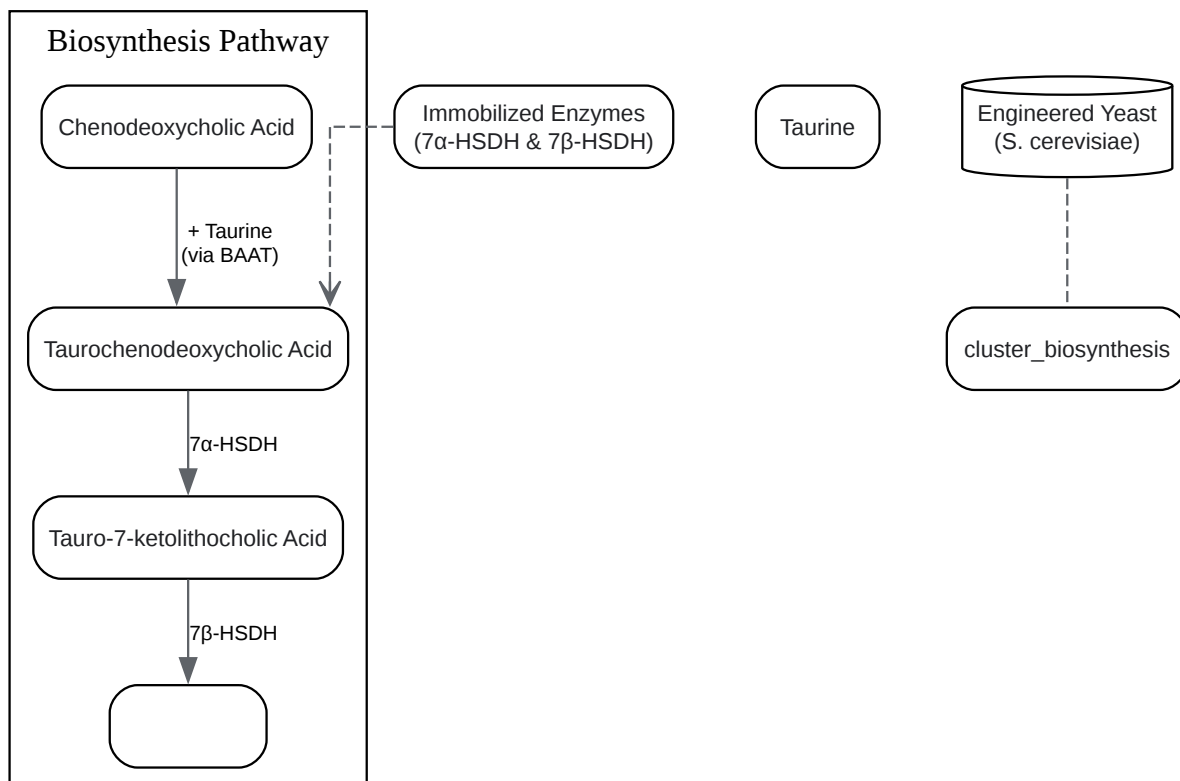 Biosynthesis Pathway
Chenodeoxycholic Acid
Immobilized Enzymes
(7α-HSDH & 7β-HSDH)
Taurine
Engineered Yeast
(S. cerevisiae)
+ Taurine
(via BAAT)
Taurochenodeoxycholic Acid
cluster_biosynthesis
7α-HSDH
Tauro-7-ketolithocholic Acid
7β-HSDH